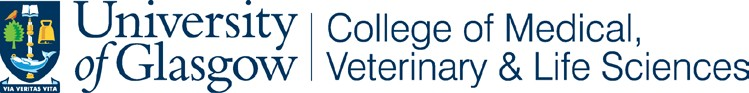 University
of Glasgow
College of Medical,
Veterinary & Life Sciences
VIA VERITAS VITA